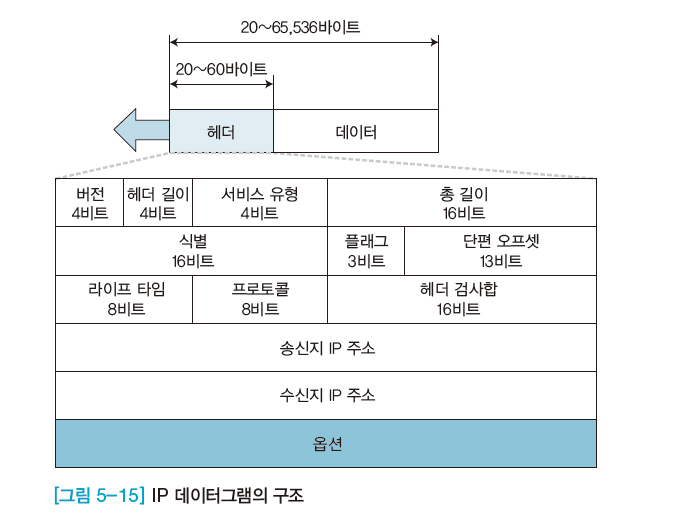 20~65,536바이트
20~60바이트
헤더
데이터
버전
4비트
헤더 길이
4비트
서비스 유형
4비트
총 길이
16비트
식별
16비트
플래그
3비트
단편 오프셋
13비트
라이프 타임
8비트
프로토콜
8비트
헤더 검사합
16비트
송신지 IP 주소
수신지 IP 주소
옵션
[그림 5-15] IP 데이터그램의 구조